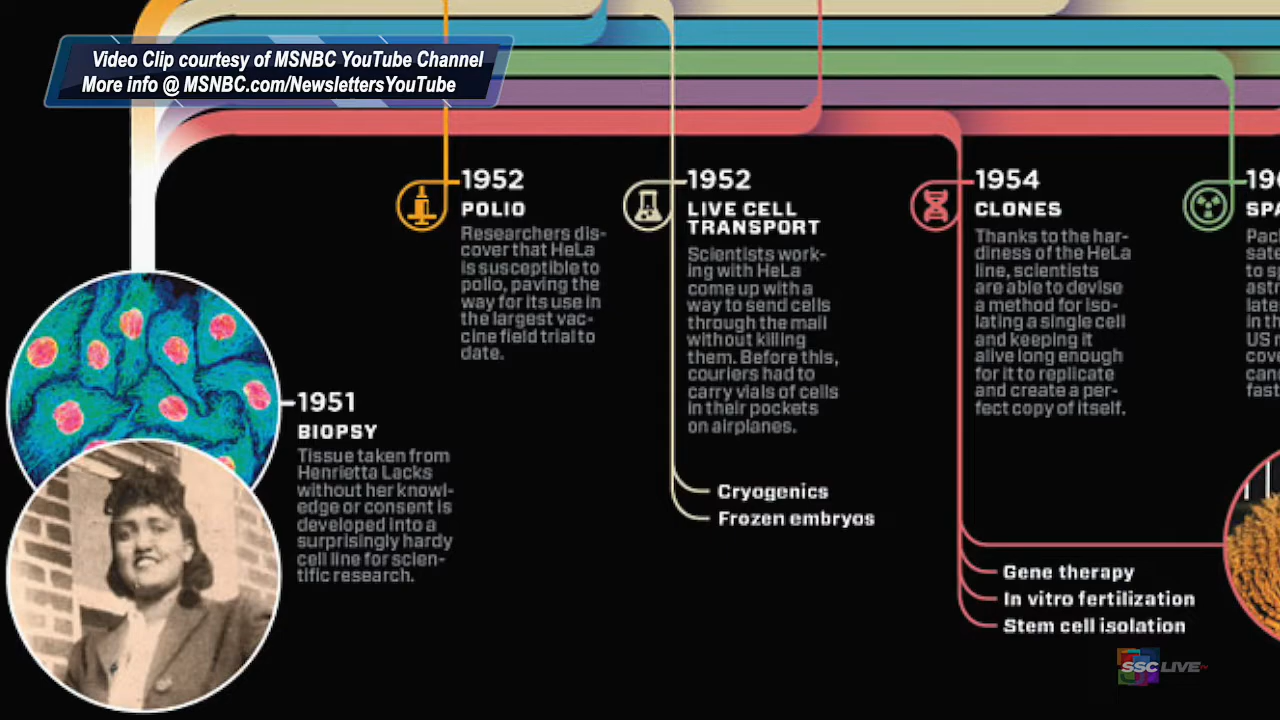 Video Clip courtesy of MSNBC YouTube Channel
More info @ MSNBC.com/NewslettersYouTube
1951
BIOPSY
Tissue taken from
Henrietta Lacks
without her knowl-
edge or consent is
developed into a
surprisingly hardy
cell line for scien-
tific research.
1952
POLIO
Researchers dis-
cover that HeLa
is susceptible to
polio, paving the
way for its use in
the largest vac-
cine field trial to
date.
1952
LIVE CELL
TRANSPORT
Scientists work-
ing with HeLa
come up with a
way to send cells
through the mail
without killing
them. Before this,
couriers had to
carry vials of cells
in their pockets
on airplanes.
Cryogenics
Frozen embryos
1954
CLONES
Thanks to the har-
diness of the HeLa
line, scientists
are able to devise
a method for iso-
lating a single cell
and keeping it
alive long enough
for it to replicate
and create a per-
fect copy of itself.
Gene therapy
In vitro fertilization
Stem cell isolation
to s
in th
US
fast
SSC LIVE TV